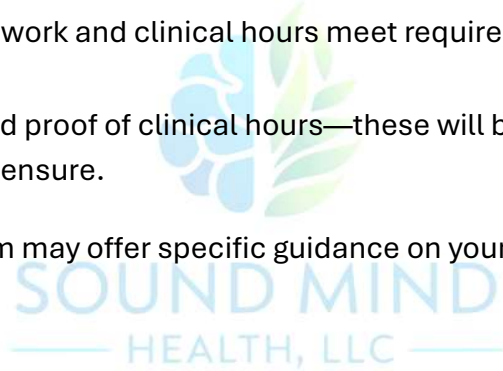 work and clinical hours meet require
d proof of clinical hours—these will b
ensure.
m may offer specific guidance on your
SOUND MIND
HEALTH, LLC